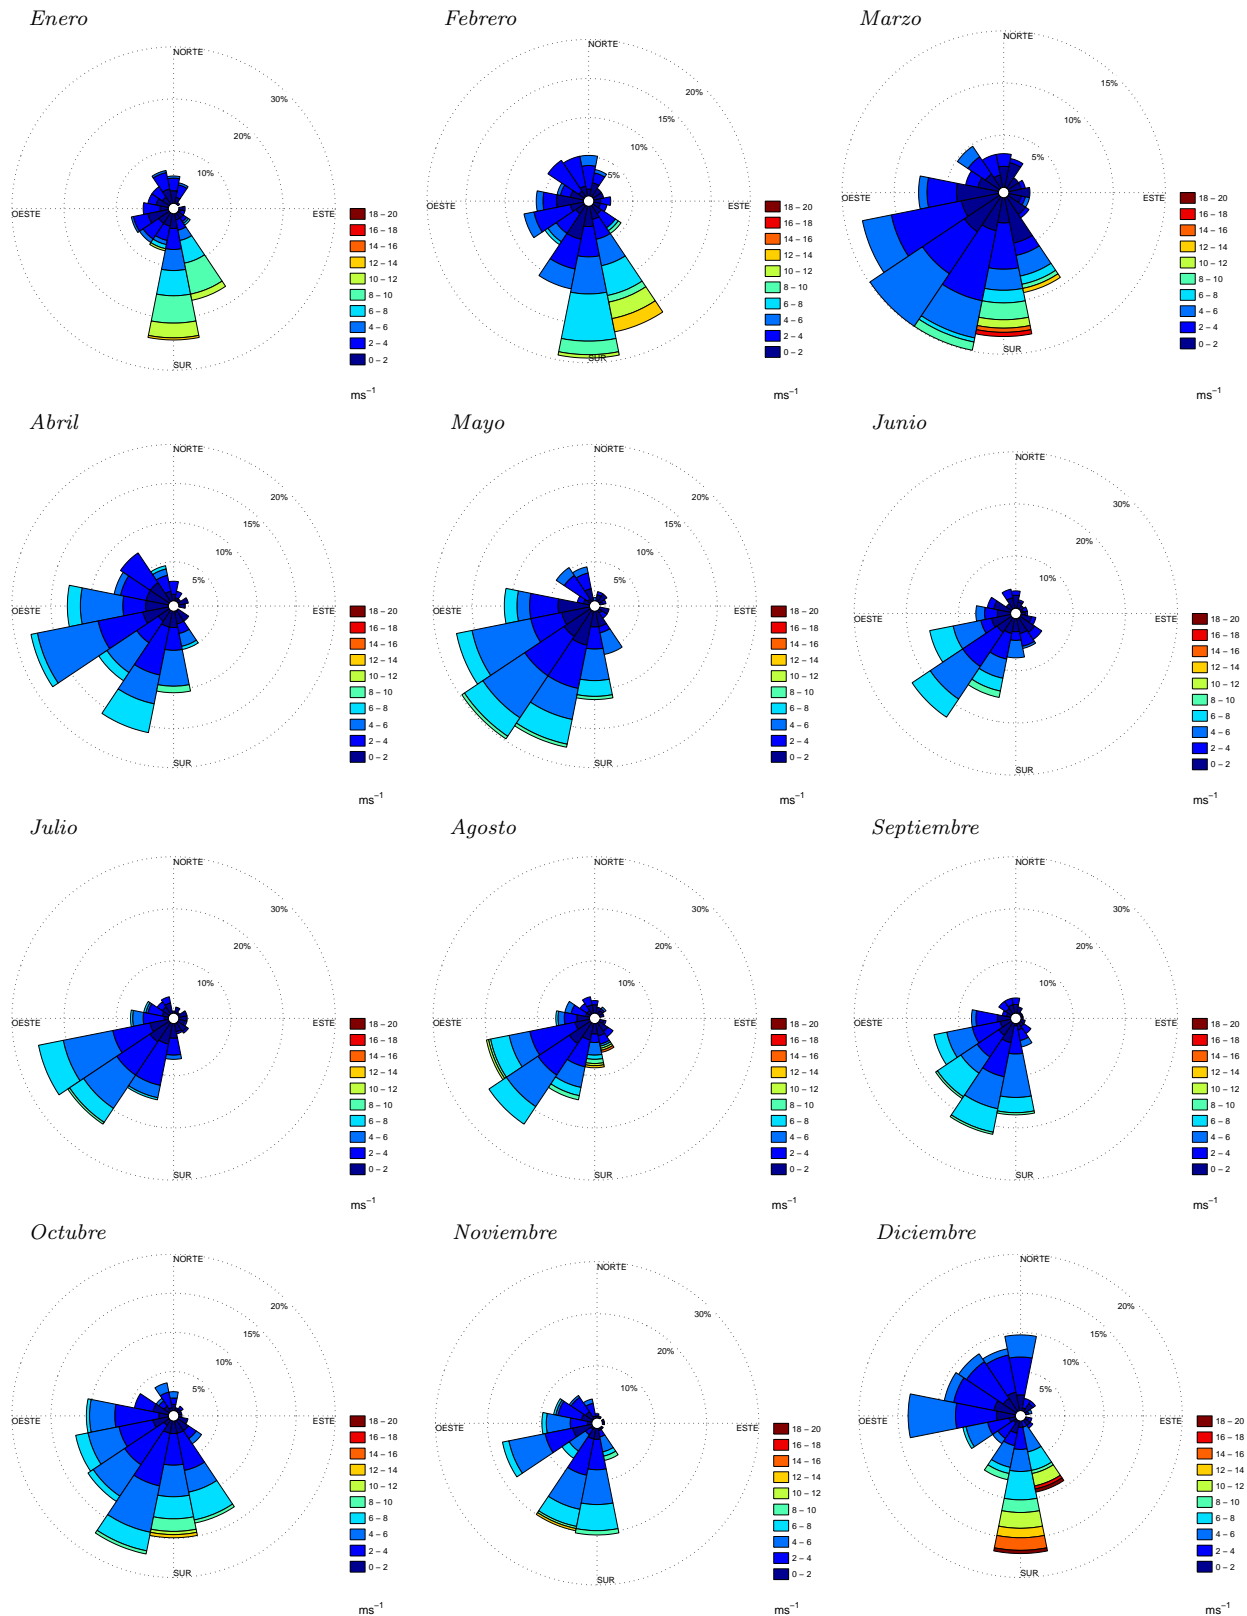 Enero
NORTE
30%
20%
10%
OESTE
ESTE
SUR
18 – 20
16 – 18
14 – 16
12 – 14
10 – 12
8 – 10
6 – 8
4 – 6
2 – 4
0 – 2
ms⁻¹
Febrero
NORTE
20%
15%
10%
5%
OESTE
ESTE
SUR
18 – 20
16 – 18
14 – 16
12 – 14
10 – 12
8 – 10
6 – 8
4 – 6
2 – 4
0 – 2
ms⁻¹
Marzo
NORTE
15%
10%
5%
OESTE
ESTE
SUR
18 – 20
16 – 18
14 – 16
12 – 14
10 – 12
8 – 10
6 – 8
4 – 6
2 – 4
0 – 2
ms⁻¹
Abril
NORTE
20%
15%
10%
5%
OESTE
ESTE
SUR
18 – 20
16 – 18
14 – 16
12 – 14
10 – 12
8 – 10
6 – 8
4 – 6
2 – 4
0 – 2
ms⁻¹
Mayo
NORTE
20%
15%
10%
5%
OESTE
ESTE
SUR
18 – 20
16 – 18
14 – 16
12 – 14
10 – 12
8 – 10
6 – 8
4 – 6
2 – 4
0 – 2
ms⁻¹
Junio
NORTE
30%
20%
10%
OESTE
ESTE
SUR
18 – 20
16 – 18
14 – 16
12 – 14
10 – 12
8 – 10
6 – 8
4 – 6
2 – 4
0 – 2
ms⁻¹
Julio
NORTE
30%
20%
10%
OESTE
ESTE
SUR
18 – 20
16 – 18
14 – 16
12 – 14
10 – 12
8 – 10
6 – 8
4 – 6
2 – 4
0 – 2
ms⁻¹
Agosto
NORTE
30%
20%
10%
OESTE
ESTE
SUR
18 – 20
16 – 18
14 – 16
12 – 14
10 – 12
8 – 10
6 – 8
4 – 6
2 – 4
0 – 2
ms⁻¹
Septiembre
NORTE
30%
20%
10%
OESTE
ESTE
SUR
18 – 20
16 – 18
14 – 16
12 – 14
10 – 12
8 – 10
6 – 8
4 – 6
2 – 4
0 – 2
ms⁻¹
Octubre
NORTE
20%
15%
10%
5%
OESTE
ESTE
SUR
18 – 20
16 – 18
14 – 16
12 – 14
10 – 12
8 – 10
6 – 8
4 – 6
2 – 4
0 – 2
ms⁻¹
Noviembre
NORTE
30%
20%
10%
OESTE
ESTE
SUR
18 – 20
16 – 18
14 – 16
12 – 14
10 – 12
8 – 10
6 – 8
4 – 6
2 – 4
0 – 2
ms⁻¹
Diciembre
NORTE
20%
15%
10%
5%
OESTE
ESTE
SUR
18 – 20
16 – 18
14 – 16
12 – 14
10 – 12
8 – 10
6 – 8
4 – 6
2 – 4
0 – 2
ms⁻¹